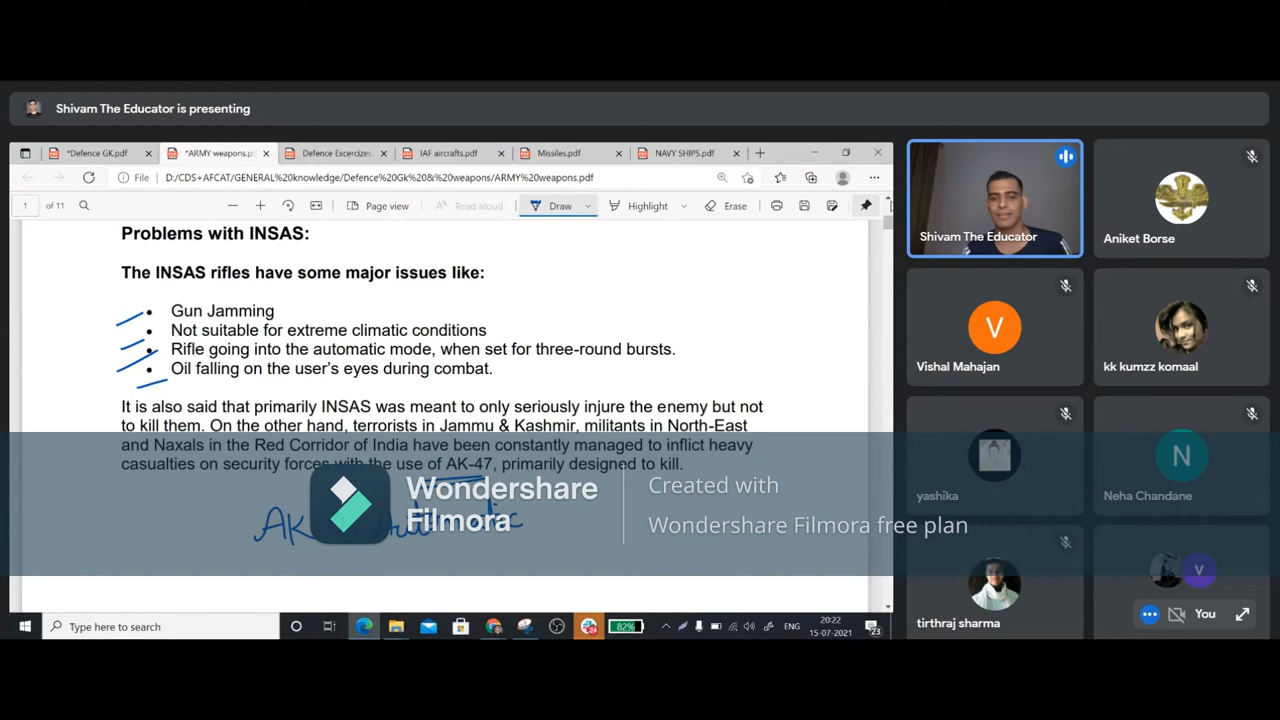 Shivam The Educator is presenting
*Defence GK.pdf
*ARMY weapons.p
Defence Excercizes.
IAF aircrafts.pdf
Missiles.pdf
NAVY SHIPS.pdf
File
D:/CDS+AFCAT/GENERAL%20knowledge/Defence%20Gk%20&%20weapons/ARMY%20weapons.pdf
1 of 11
Page view
Read aloud
Draw
Highlight
Erase
Problems with INSAS:
The INSAS rifles have some major issues like:
• Gun Jamming
• Not suitable for extreme climatic conditions
• Rifle going into the automatic mode, when set for three-round bursts.
• Oil falling on the user's eyes during combat.
It is also said that primarily INSAS was meant to only seriously injure the enemy but not
to kill them. On the other hand, terrorists in Jammu & Kashmir, militants in North-East
and Naxals in the Red Corridor of India have been constantly managed to inflict heavy
casualties on security forces with the use of AK-47, primarily designed to kill.
AK
Wondershare
Filmora
Created with
Wondershare Filmora free plan
Shivam The Educator
Aniket Borse
V
Vishal Mahajan
kk kumzz komaal
yashika
N
Neha Chandane
tirthraj sharma
V
You
Type here to search
82%
ENG
20:22
15-07-2021
23